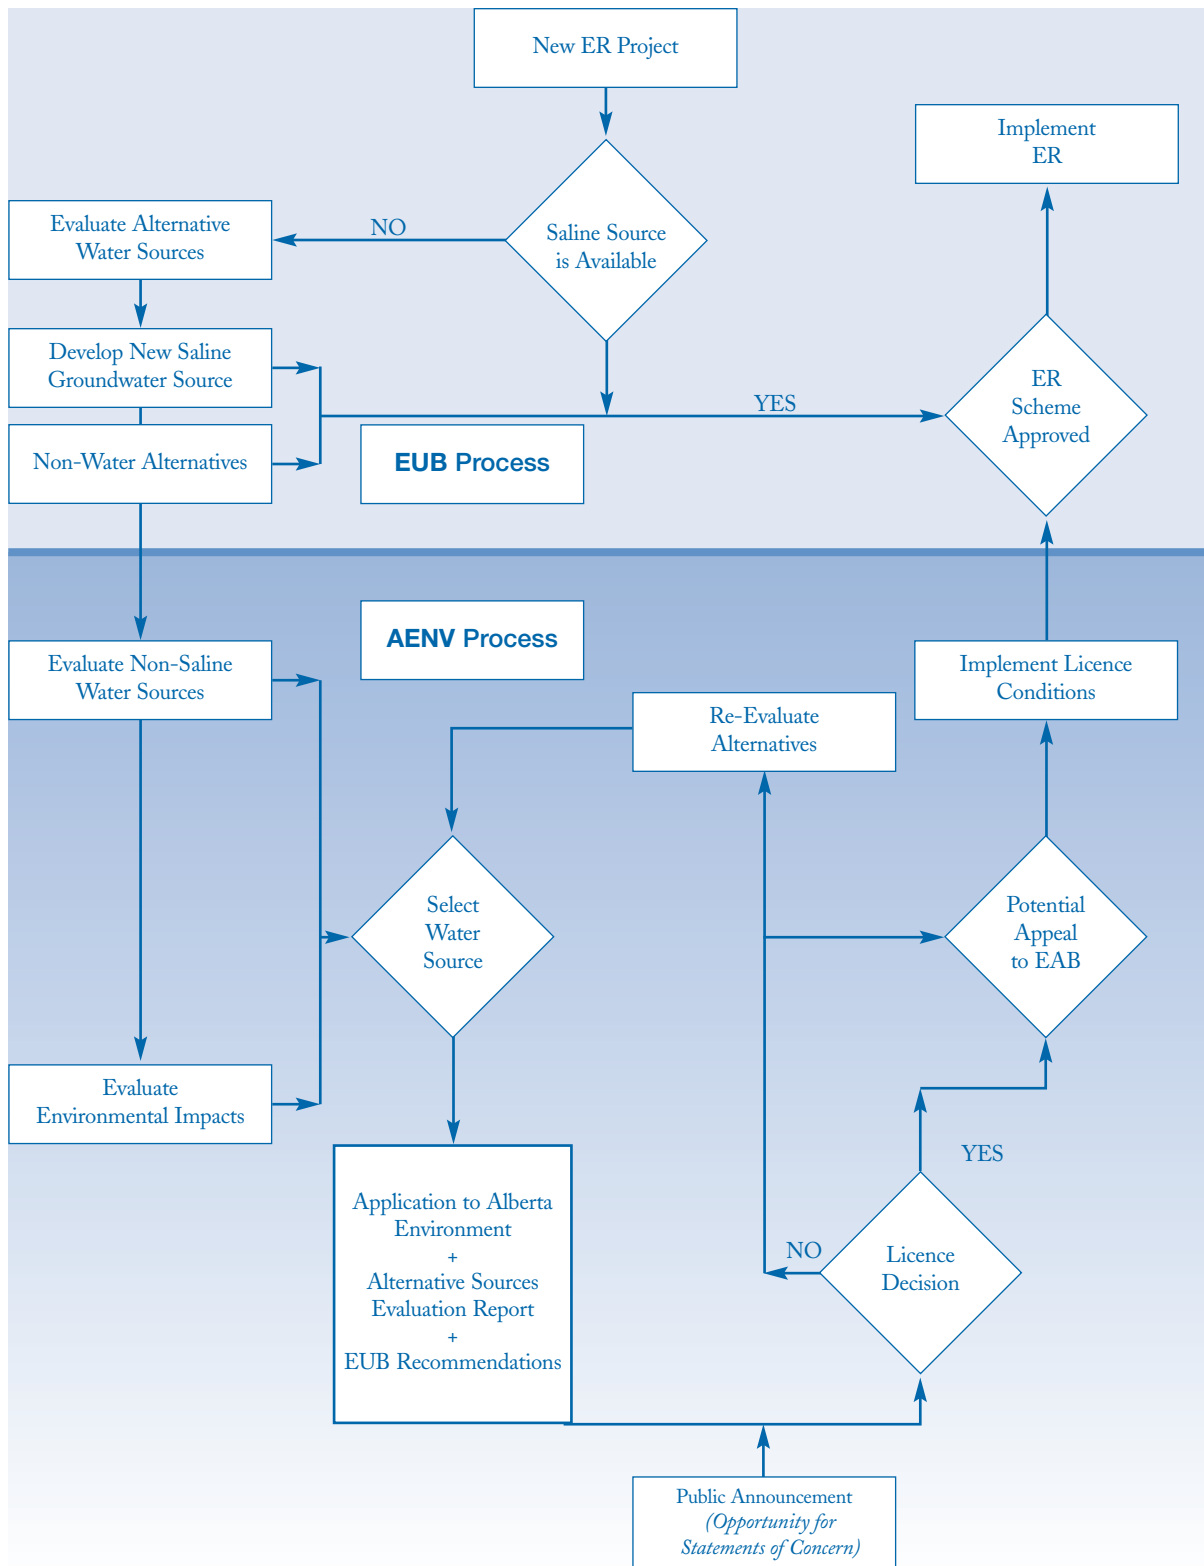 New ER Project
Implement
ER
Saline Source
is Available
NO
Evaluate Alternative
Water Sources
Develop New Saline
Groundwater Source
YES
ER
Scheme
Approved
Non-Water Alternatives
EUB Process
AENV Process
Evaluate Non-Saline
Water Sources
Implement Licence
Conditions
Re-Evaluate
Alternatives
Select
Water
Source
Potential
Appeal
to EAB
Evaluate
Environmental Impacts
YES
Application to Alberta
Environment
+
Alternative Sources
Evaluation Report
+
EUB Recommendations
NO
Licence
Decision
Public Announcement
(Opportunity for
Statements of Concern)